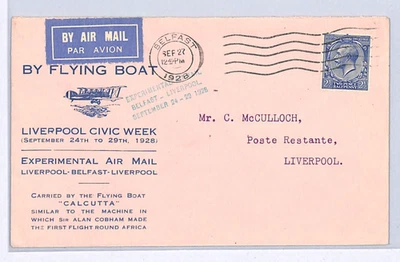 BY AIR MAIL
PAR AVION
BELFAST
SEP 27
1928
BY FLYING BOAT
EXPERIMENTAL
BELFAST - LIVERPOOL
SEPTEMBER 24-29 1928
LIVERPOOL CIVIC WEEK
(SEPTEMBER 24TH TO 29TH, 1928)
EXPERIMENTAL AIR MAIL
LIVERPOOL-BELFAST-LIVERPOOL
CARRIED BY THE FLYING BOAT
"CALCUTTA"
SIMILAR TO THE MACHINE IN
WHICH SIR ALAN COBHAM MADE
THE FIRST FLIGHT ROUND AFRICA
Mr. C. McCULLOCH,
Poste Restante,
LIVERPOOL.